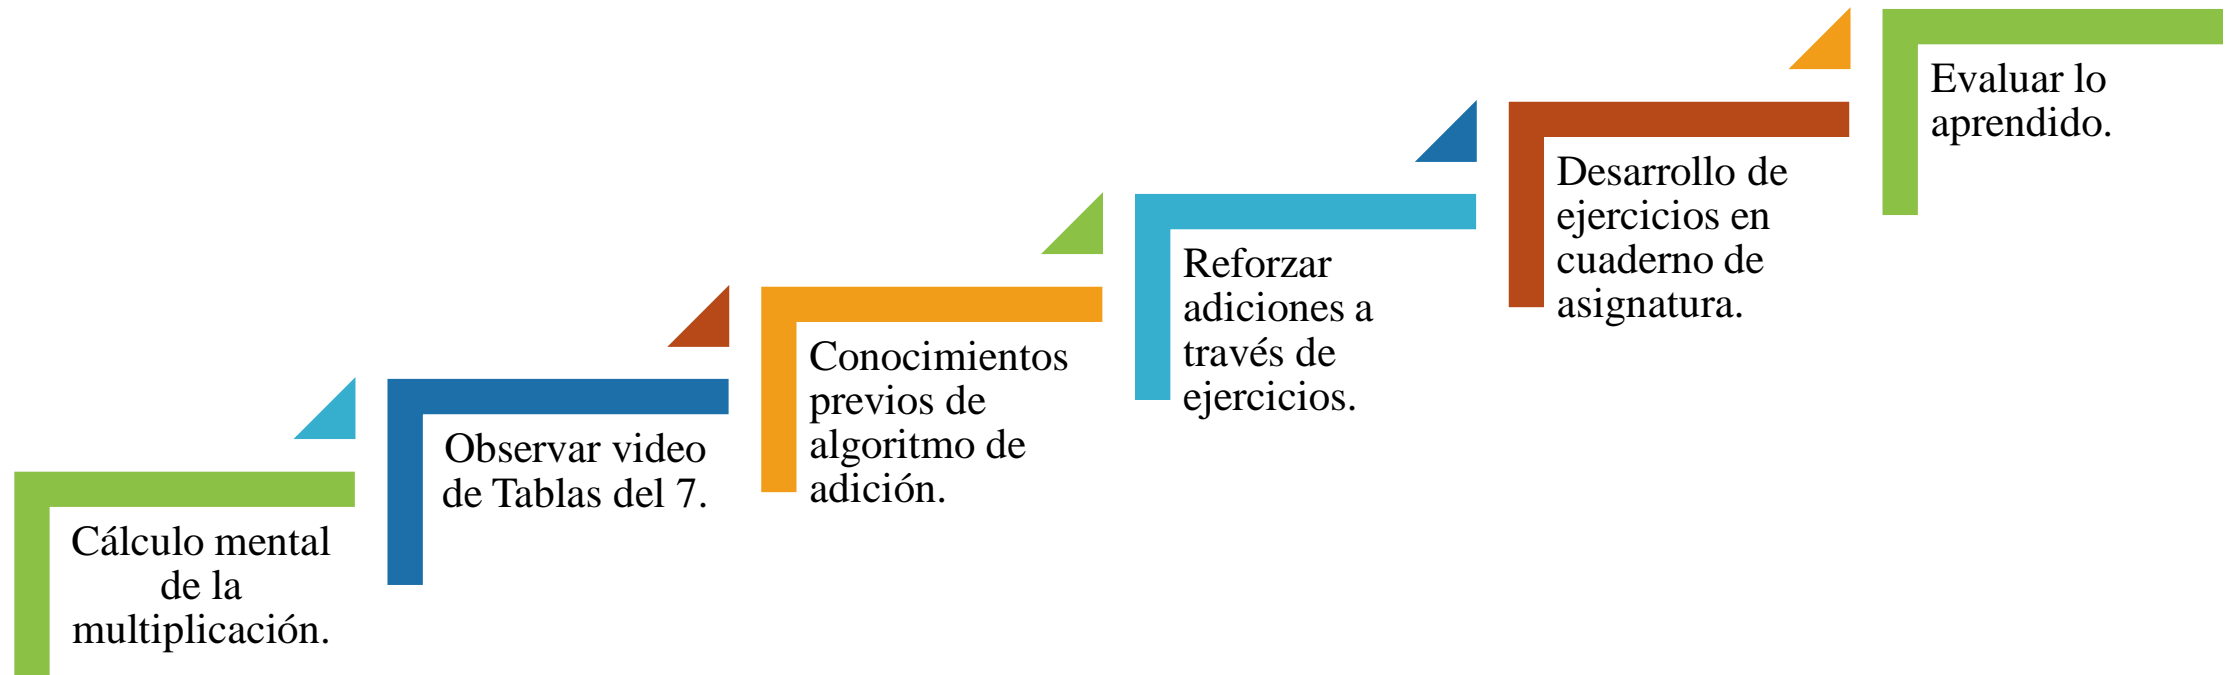 Cálculo mental
de la
multiplicación.
Observar video
de Tablas del 7.
Conocimientos
previos de
algoritmo de
adición.
Reforzar
adiciones a
través de
ejercicios.
Desarrollo de
ejercicios en
cuaderno de
asignatura.
Evaluar lo
aprendido.